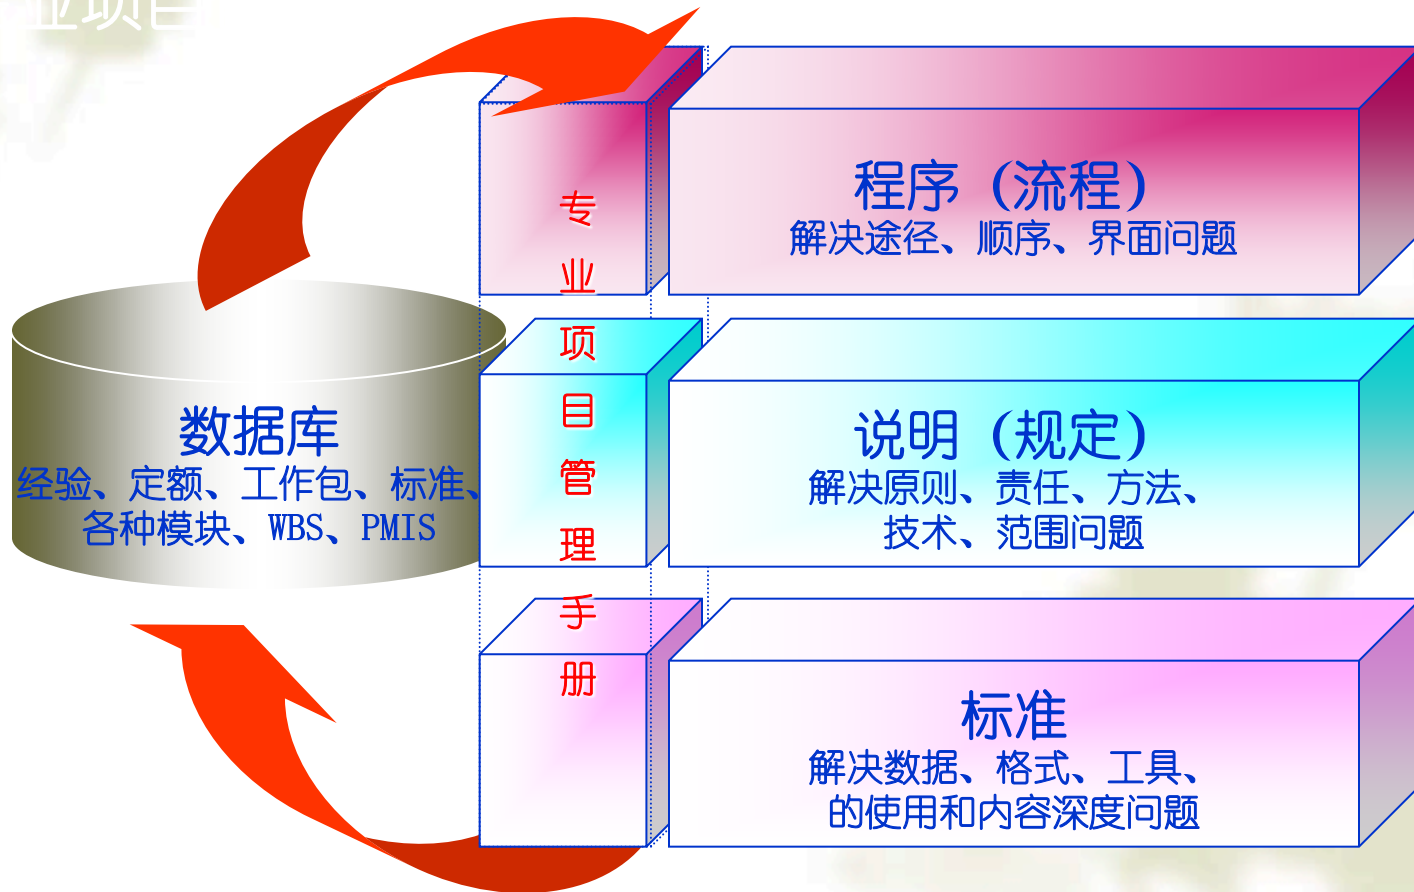 业项目
程序（流程）
解决途径、顺序、界面问题
专业项目管理手册
说明（规定）
解决原则、责任、方法、
技术、范围问题
数据库
经验、定额、工作包、标准、
各种模块、WBS、PMIS
标准
解决数据、格式、工具、
的使用和内容深度问题